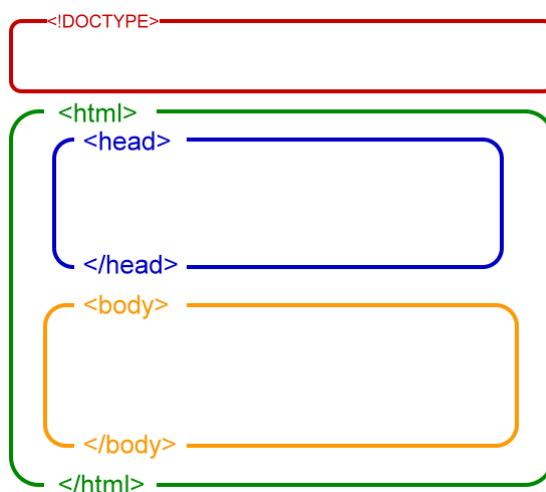 <!DOCTYPE>
<html>
<head>
</head>
<body>
</body>
</html>